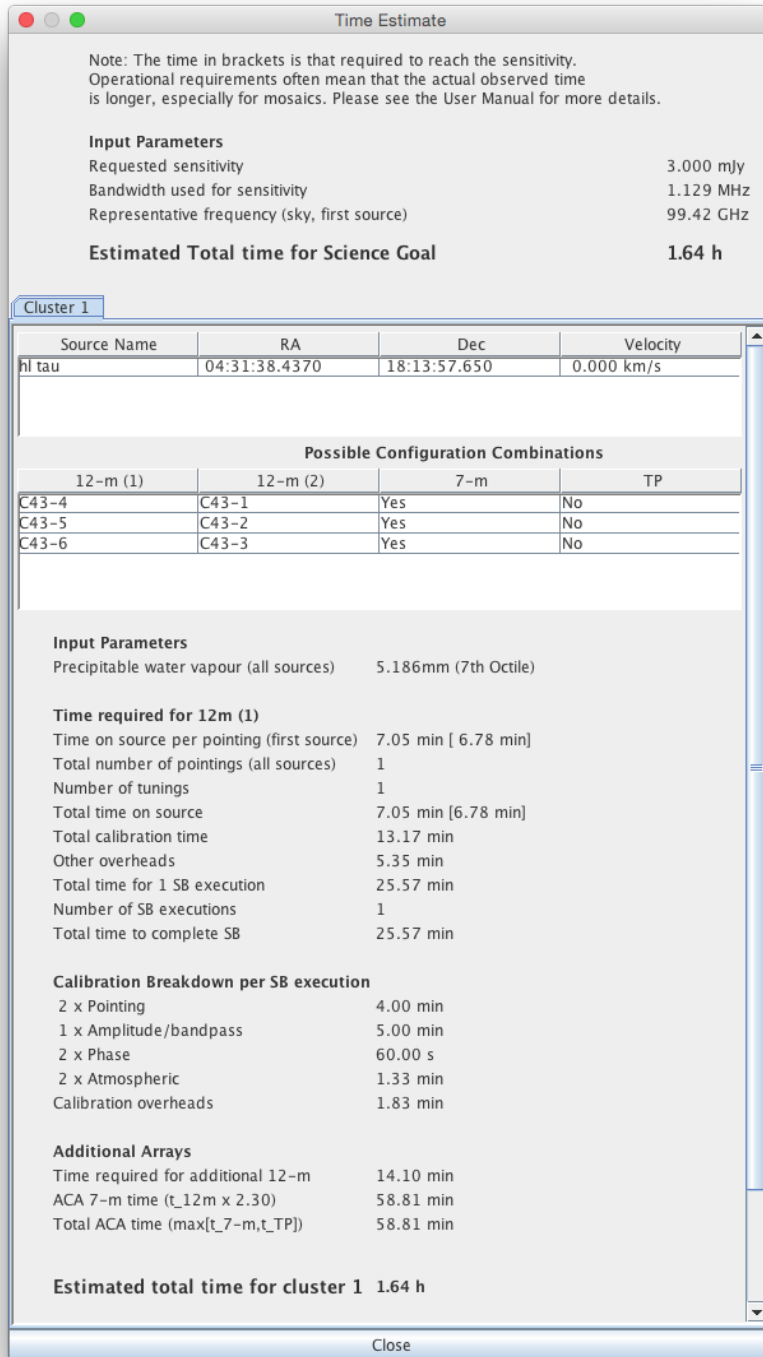 Time Estimate
Note: The time in brackets is that required to reach the sensitivity.
Operational requirements often mean that the actual observed time
is longer, especially for mosaics. Please see the User Manual for more details.
Input Parameters
Requested sensitivity 3.000 mJy
Bandwidth used for sensitivity 1.129 MHz
Representative frequency (sky, first source) 99.42 GHz
Estimated Total time for Science Goal 1.64 h
Cluster 1
Source Name RA Dec Velocity
hl tau 04:31:38.4370 18:13:57.650 0.000 km/s
Possible Configuration Combinations
12-m (1) 12-m (2) 7-m TP
C43-4 C43-1 Yes No
C43-5 C43-2 Yes No
C43-6 C43-3 Yes No
Input Parameters
Precipitable water vapour (all sources) 5.186mm (7th Octile)
Time required for 12m (1)
Time on source per pointing (first source) 7.05 min [ 6.78 min]
Total number of pointings (all sources) 1
Number of tunings 1
Total time on source 7.05 min [6.78 min]
Total calibration time 13.17 min
Other overheads 5.35 min
Total time for 1 SB execution 25.57 min
Number of SB executions 1
Total time to complete SB 25.57 min
Calibration Breakdown per SB execution
2 x Pointing 4.00 min
1 x Amplitude/bandpass 5.00 min
2 x Phase 60.00 s
2 x Atmospheric 1.33 min
Calibration overheads 1.83 min
Additional Arrays
Time required for additional 12-m 14.10 min
ACA 7-m time (t_12m x 2.30) 58.81 min
Total ACA time (max[t_7-m,t_TP]) 58.81 min
Estimated total time for cluster 1 1.64 h
Close